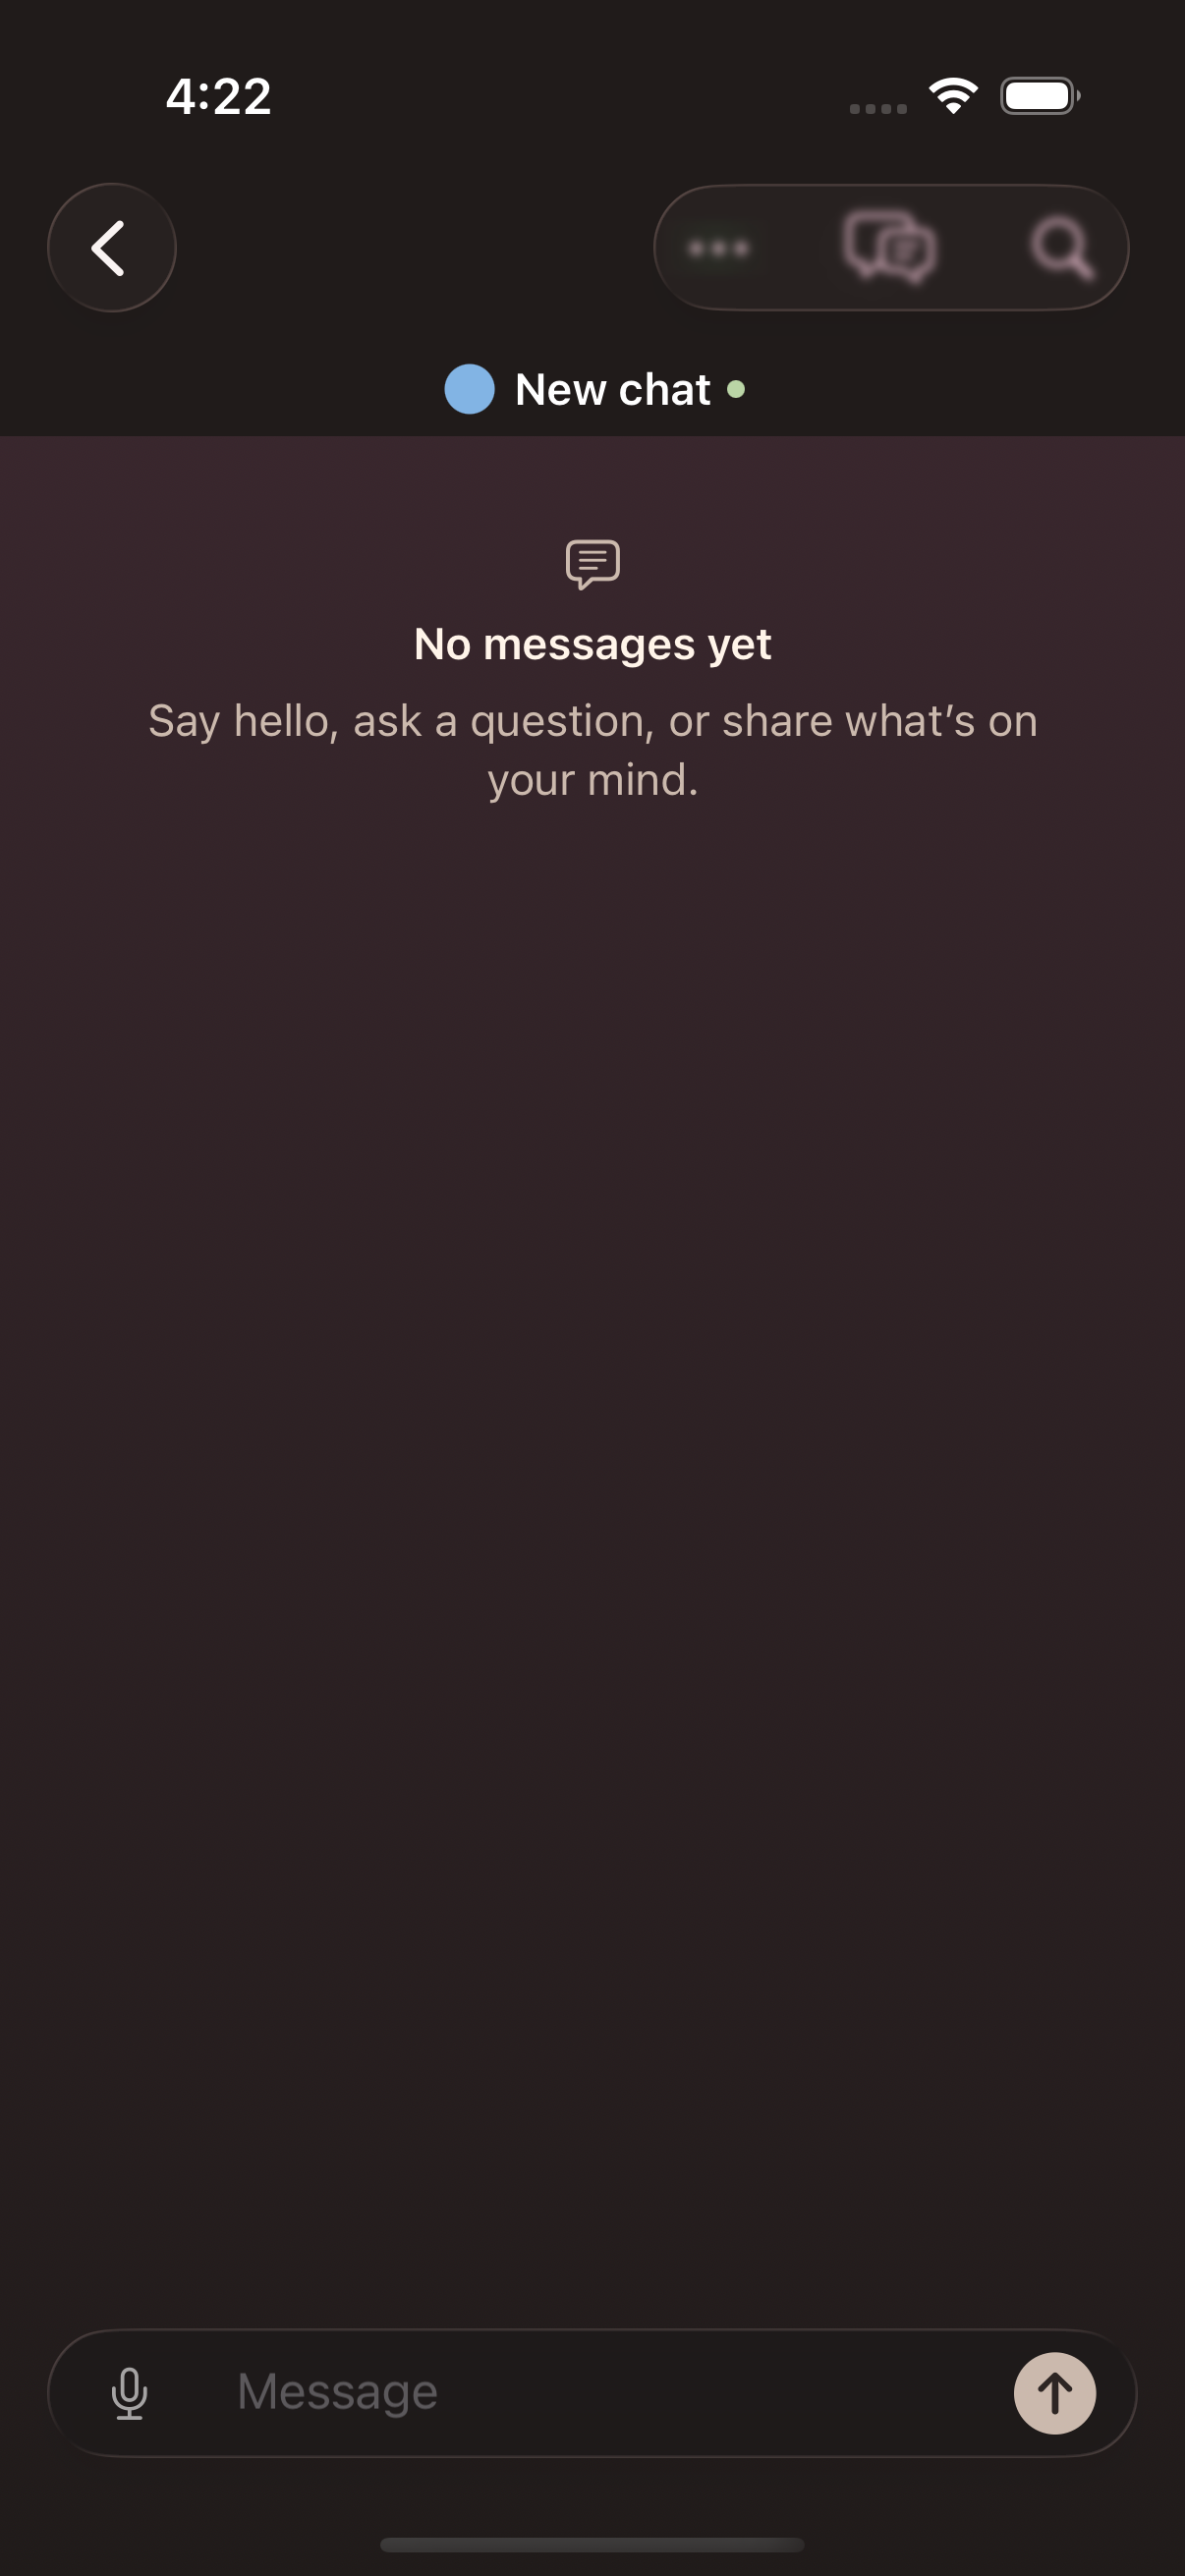 4:22
New chat
No messages yet
Say hello, ask a question, or share what’s on
your mind.
Message